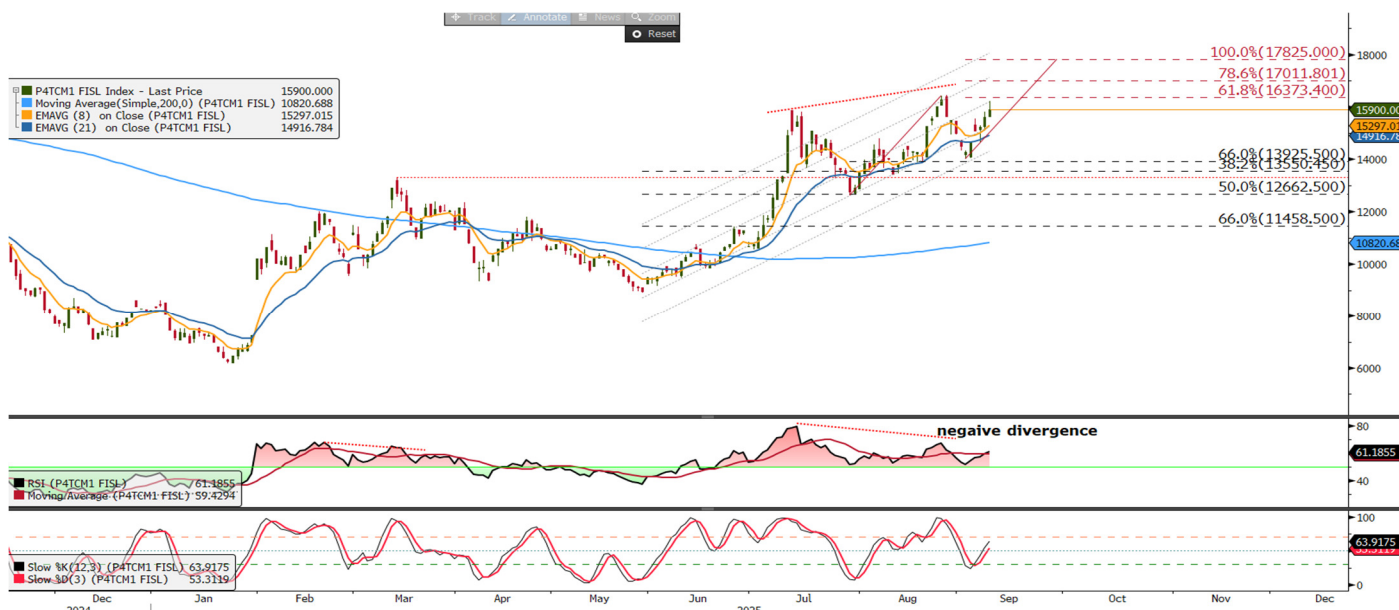 Track Annotate News Zoom
Reset
P4TCM1 FISL Index - Last Price 15900.000
Moving Average(Simple,200,0) (P4TCM1 FISL) 10820.688
EMAVG (8) on Close (P4TCM1 FISL) 15297.015
EMAVG (21) on Close (P4TCM1 FISL) 14916.784
100.0%(17825.000)
78.6%(17011.801)
61.8%(16373.400)
66.0%(13925.500)
38.2%(13550.450)
50.0%(12662.500)
66.0%(11458.500)
18000
15900.00
15297.01
14916.78
14000
12000
10820.68
10000
8000
6000
negaive divergence
RSI (P4TCM1 FISL) 61.1855
Moving Average (P4TCM1 FISL) 59.4294
80
61.1855
40
Slow %K(12,3) (P4TCM1 FISL) 63.9175
Slow %D(3) (P4TCM1 FISL) 53.3119
100
63.9175
53.3119
0
Dec Jan Feb Mar Apr May Jun Jul Aug Sep Oct Nov Dec
2024 2025